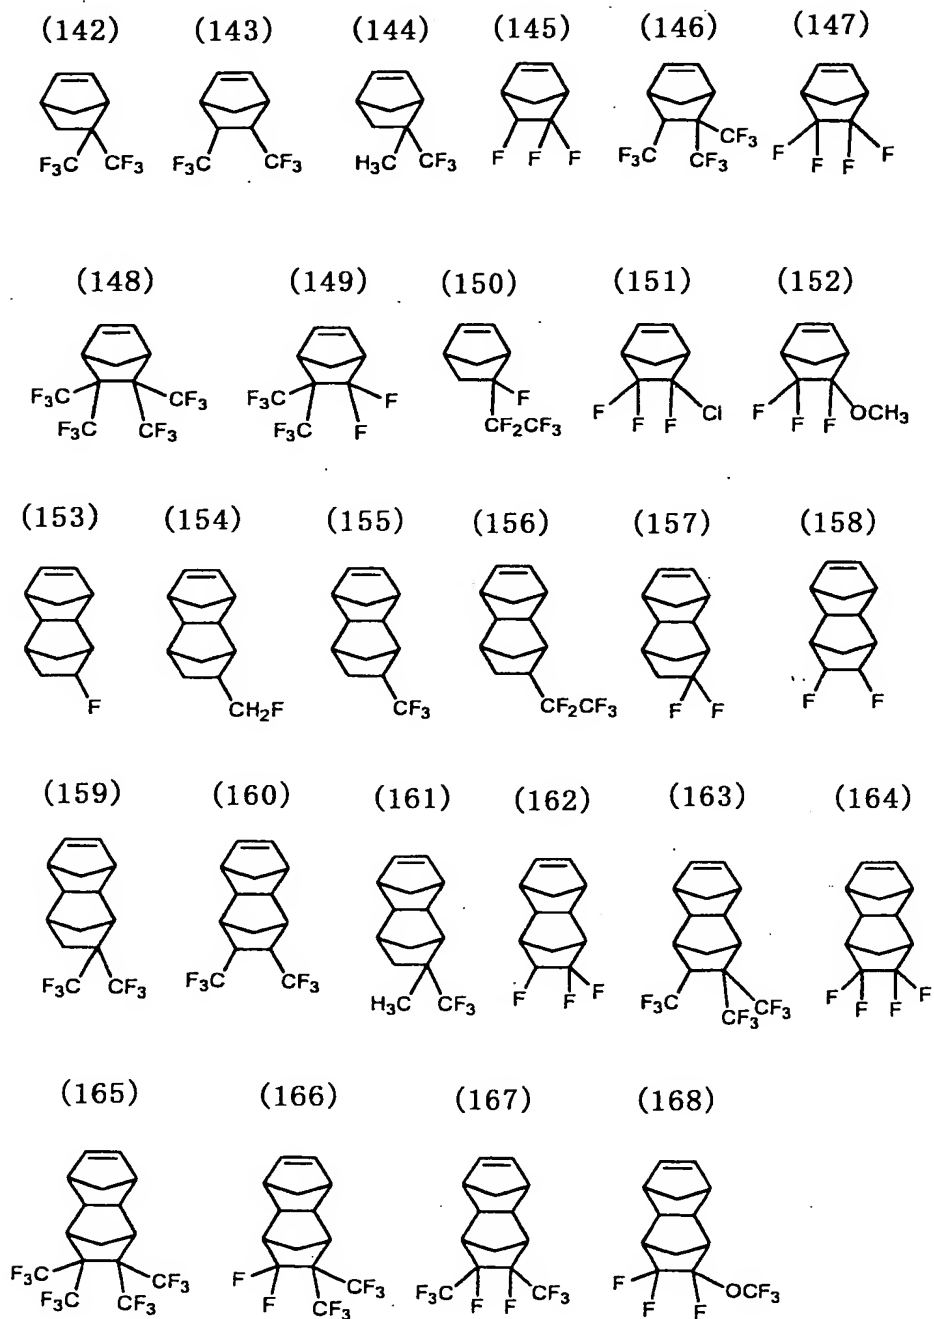 (142) (143) (144) (145) (146) (147)
F₃C CF₃ F₃C CF₃ H₃C CF₃ F F F F₃C CF₃ CF₃ F F F F
(148) (149) (150) (151) (152)
F₃C F₃C CF₃ CF₃ F₃C F₃C F F F CF₂CF₃ F F F Cl F F F OCH₃
(153) (154) (155) (156) (157) (158)
F CH₂F CF₃ CF₂CF₃ F F F F
(159) (160) (161) (162) (163) (164)
F₃C CF₃ F₃C CF₃ H₃C CF₃ F F F F₃C CF₃ CF₃ F F F F
(165) (166) (167) (168)
F₃C F₃C CF₃ CF₃ F F CF₃ CF₃ F₃C F F CF₃ F F F OCF₃